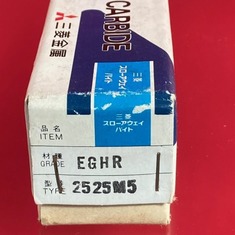 CARBIDE
三菱金属
三菱
スローアウェイ
バイト
三菱
スローアウェイ
バイト
品名
ITEM
材種
GRADE EGHR
型
TYPE 2525M5